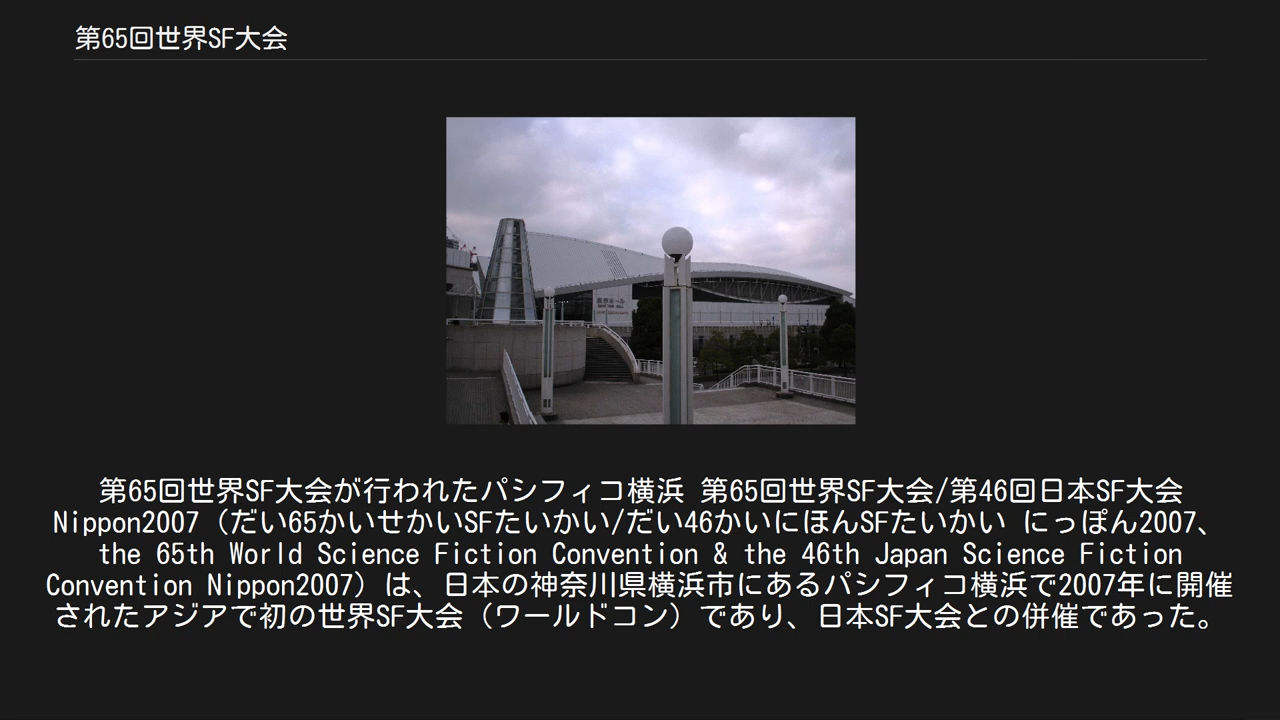 第65回世界SF大会
展示ホール
第65回世界SF大会が行われたパシフィコ横浜 第65回世界SF大会/第46回日本SF大会
Nippon2007（だい65かいせかいSFたいかい/だい46かいにほんSFたいかい にっぽん2007、
the 65th World Science Fiction Convention & the 46th Japan Science Fiction
Convention Nippon2007）は、日本の神奈川県横浜市にあるパシフィコ横浜で2007年に開催
されたアジアで初の世界SF大会（ワールドコン）であり、日本SF大会との併催であった。